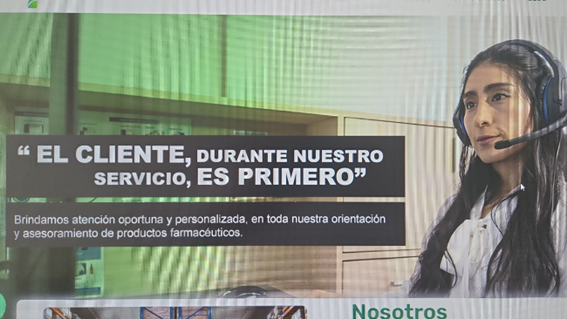 “ EL CLIENTE, DURANTE NUESTRO
SERVICIO, ES PRIMERO”
Brindamos atención oportuna y personalizada, en toda nuestra orientación
y asesoramiento de productos farmacéuticos.
Nosotros